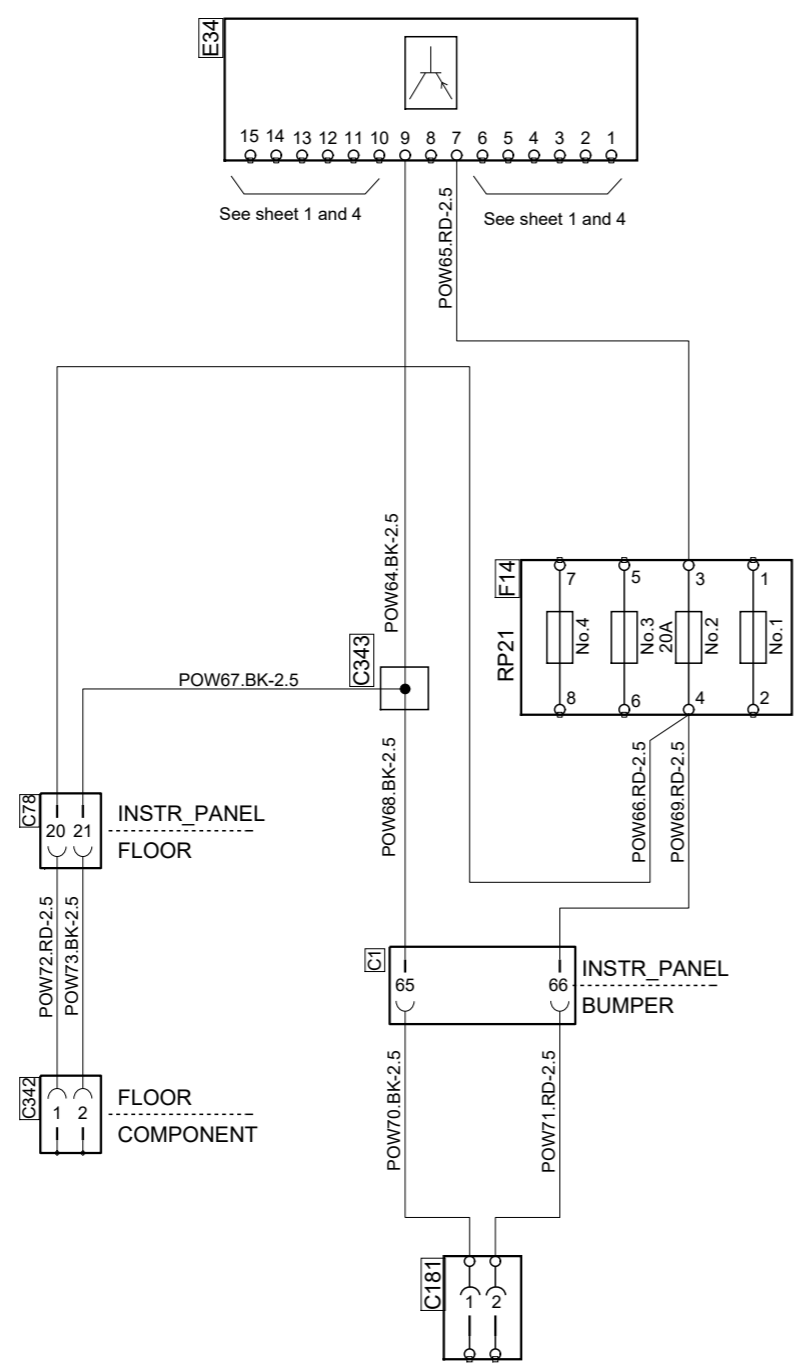 E34
15 14 13 12 11 10 9 8 7 6 5 4 3 2 1
See sheet 1 and 4
See sheet 1 and 4
POW65.RD-2.5
POW64.BK-2.5
F14
RP21
7 5 3 1
No.4
No.3
20A
No.2
No.1
8 6 4 2
C343
POW67.BK-2.5
POW68.BK-2.5
POW66.RD-2.5
POW69.RD-2.5
C78
20 21
INSTR_PANEL
FLOOR
POW72.RD-2.5
POW73.BK-2.5
C1
65 66
INSTR_PANEL
BUMPER
C342
1 2
FLOOR
COMPONENT
POW70.BK-2.5
POW71.RD-2.5
C181
1 2